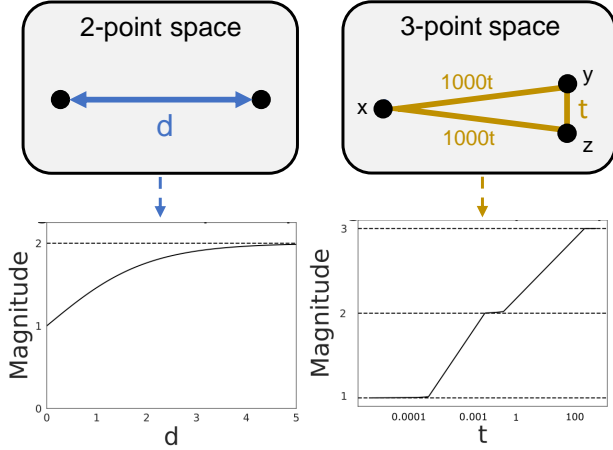 2-point space
d
3-point space
1000t
y
x
t
1000t
z
Magnitude
2
1
0
0 1 2 3 4 5
d
Magnitude
3
2
1
0.0001 0.001 1 100
t